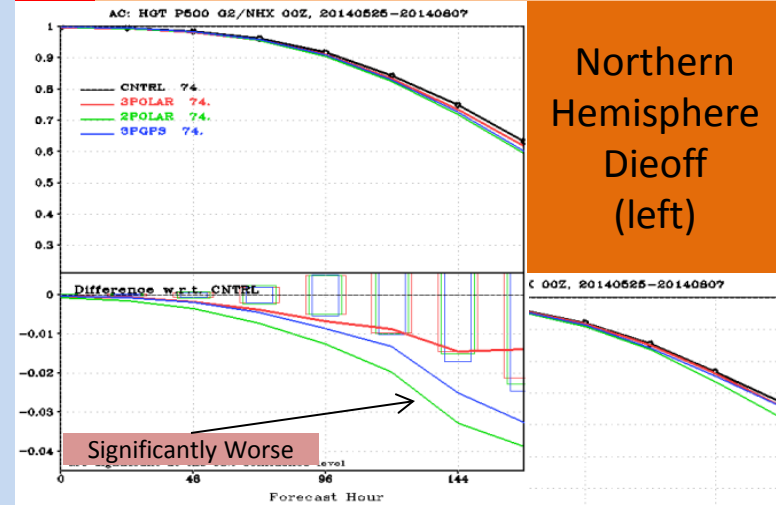 AC: HGT P500 G2/NHX 00Z, 20140525-20140807
1
0.9
0.8
0.7
0.6
0.5
0.4
0.3
CNTRL 74.
3POLAR 74.
2POLAR 74.
3PGPS 74.
Northern
Hemisphere
Dieoff
(left)
Difference w.r.t. CNTRL
0
-0.01
-0.02
-0.03
-0.04
Significantly Worse
level
0
48
96
144
Forecast Hour
00Z, 20140525-20140807